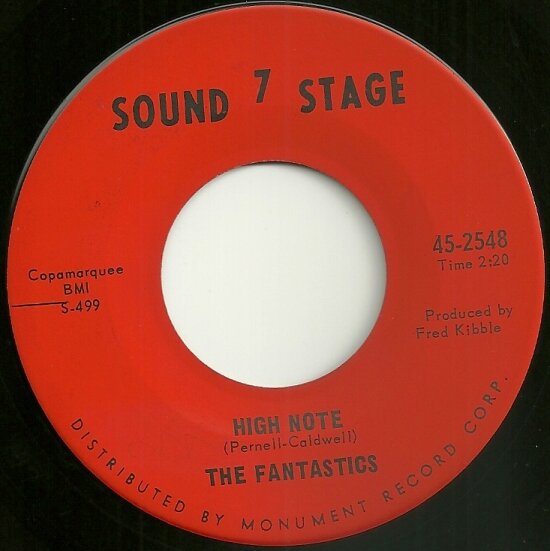 SOUND 7 STAGE
45-2548
Time 2:20
Copamarquee
BMI
S-499
Produced by
Fred Kibble
HIGH NOTE
(Pernell-Caldwell)
THE FANTASTICS
DISTRIBUTED BY MONUMENT RECORD CORP.